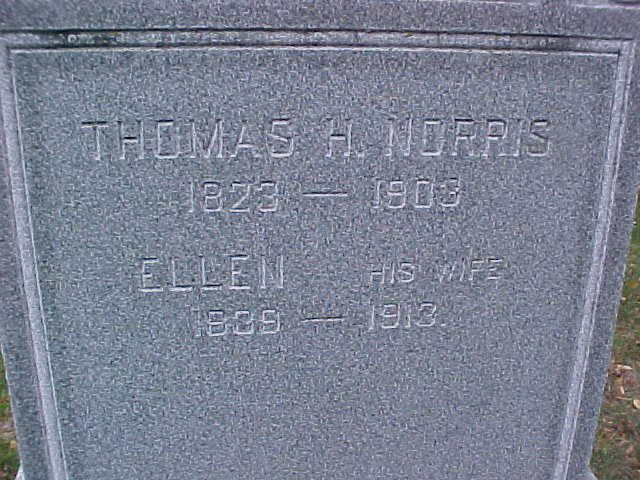 THOMAS H. NORRIS
1823 — 1903
ELLEN HIS WIFE
1839 — 1913.